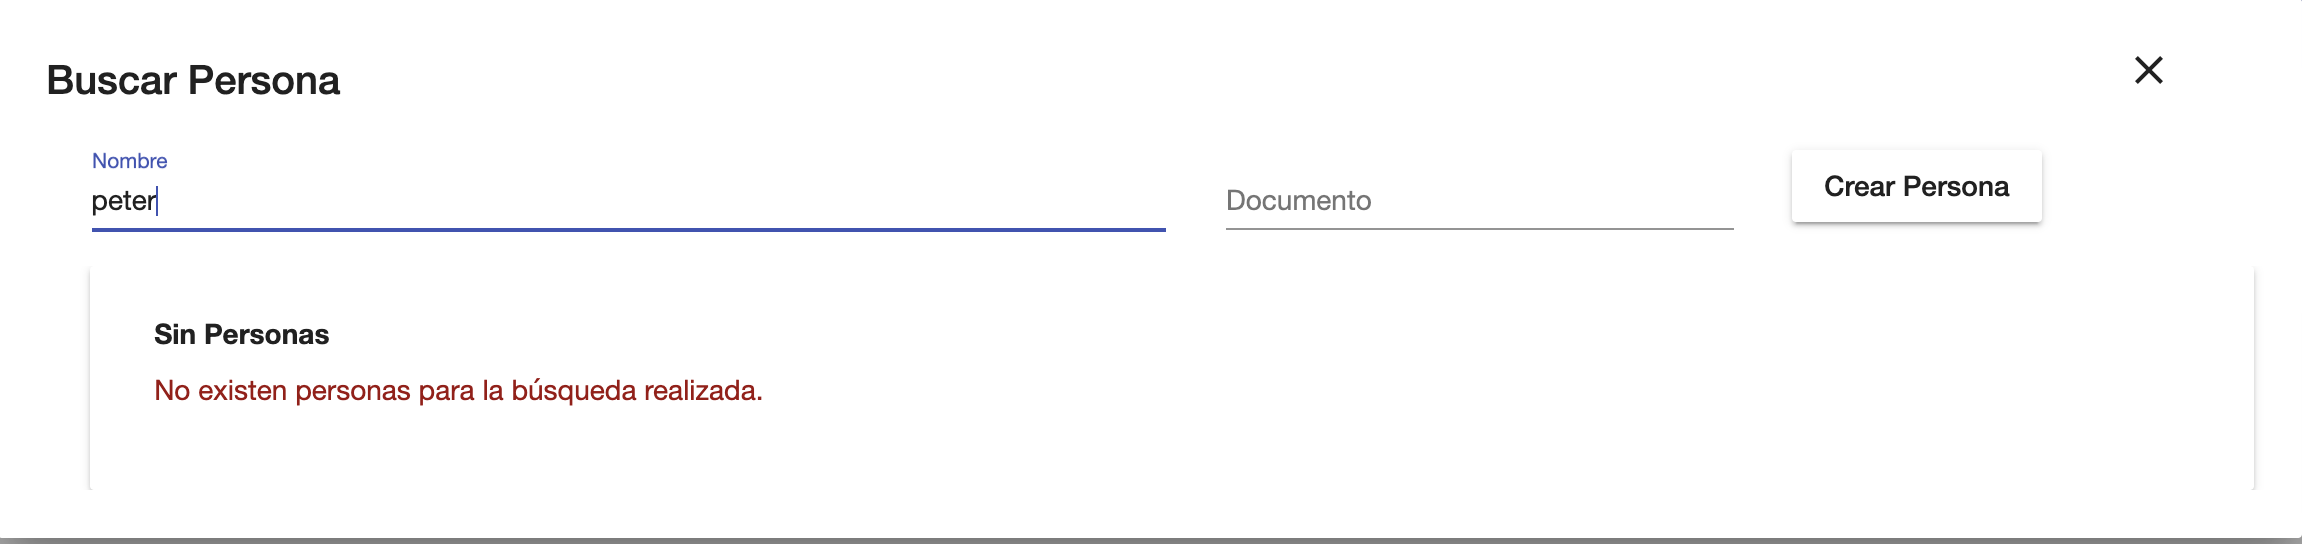 Buscar Persona
Nombre
peter
Documento
Crear Persona
Sin Personas
No existen personas para la búsqueda realizada.